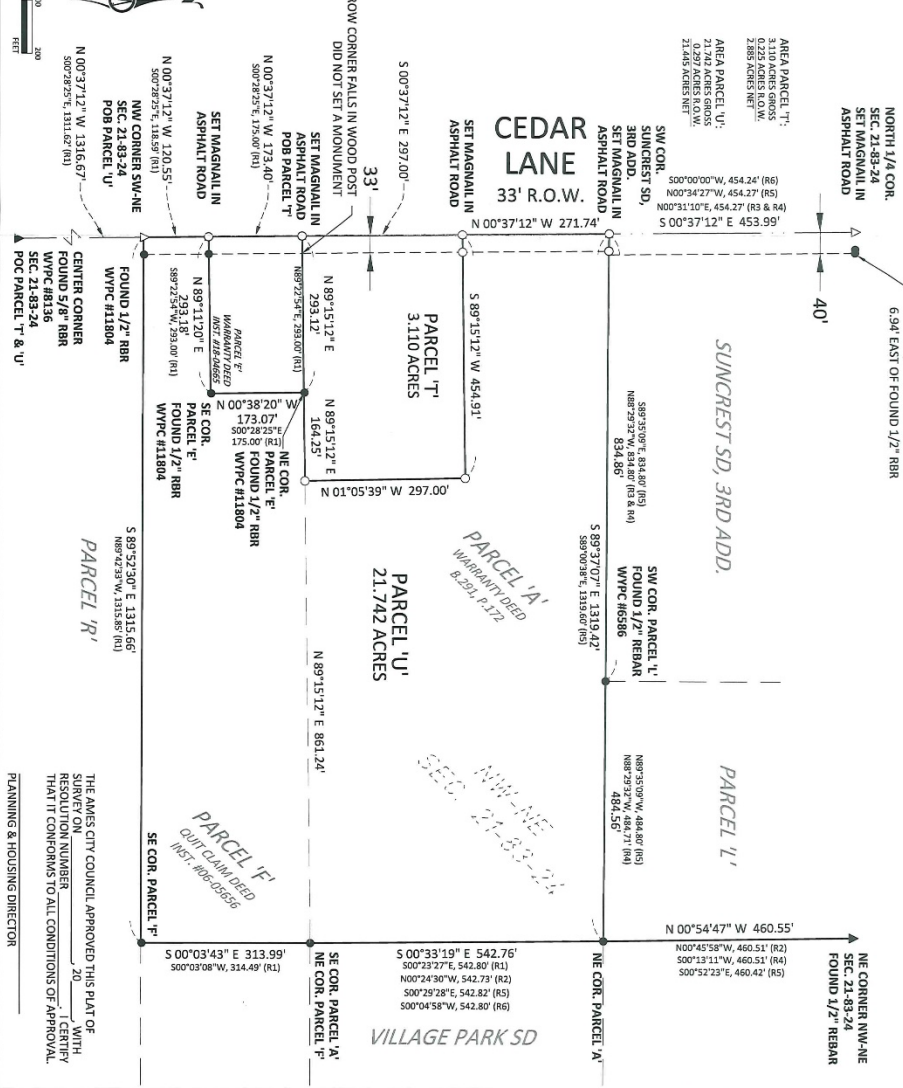 NORTH 1/4 COR.
SEC. 21-83-24
SET MAGNAIL IN
ASPHALT ROAD
6.94' EAST OF FOUND 1/2" RBR
AREA PARCEL 'T':
3.110 ACRES GROSS
0.225 ACRES R.O.W.
2.885 ACRES NET
AREA PARCEL 'U':
21.742 ACRES GROSS
0.297 ACRES R.O.W.
21.445 ACRES NET
40'
S00°00'00"W, 454.24' (R6)
N00°34'27"W, 454.27' (R5)
N00°31'10"E, 454.27' (R3 & R4)
S 00°37'12" E 453.99'
SW COR.
SUNCREST SD,
3RD ADD.
SET MAGNAIL IN
ASPHALT ROAD
CEDAR
LANE
33' R.O.W.
N 00°37'12" W 271.74'
SET MAGNAIL IN
ASPHALT ROAD
S 00°37'12" E 297.00'
33'
ROW CORNER FALLS IN WOOD POST
DID NOT SET A MONUMENT
SET MAGNAIL IN
ASPHALT ROAD
POB PARCEL 'T'
N 00°37'12" W 173.40'
S00°28'25"E, 175.00' (R1)
SET MAGNAIL IN
ASPHALT ROAD
N 00°37'12" W 120.55'
S00°28'25"E, 118.59' (R1)
NW CORNER SW-NE
SEC. 21-83-24
POB PARCEL 'U'
N 00°37'12" W 1316.67'
S00°28'25"E, 1311.62' (R1)
200
FEET
SUNCREST SD, 3RD ADD.
S89°35'09"E, 834.80' (R5)
N88°29'32"W, 834.80' (R3 & R4)
834.86'
S 89°37'07" E 1319.42'
S89°00'38"E, 1319.60' (R5)
SW COR. PARCEL 'L'
FOUND 1/2" REBAR
WYPC #6586
PARCEL 'L'
N89°35'09"W, 484.80' (R5)
N88°29'32"W, 484.71' (R4)
484.56'
NE CORNER NW-NE
SEC. 21-83-24
FOUND 1/2" REBAR
N 00°54'47" W 460.55'
N00°45'58"W, 460.51' (R2)
S00°13'11"W, 460.51' (R4)
S00°52'23"E, 460.42' (R5)
NE COR. PARCEL 'A'
S 89°15'12" W 454.91'
PARCEL 'T'
3.110 ACRES
PARCEL 'A'
WARRANTY DEED
B.291, P.172
N 01°05'39" W 297.00'
N 89°15'12" E
293.12'
N89°22'54"E, 293.00' (R1)
N 89°15'12" E
164.25'
PARCEL 'E'
WARRANTY DEED
INST. #18-04665
N 00°38'20" W
173.07'
S00°28'25"E
175.00' (R1)
NE COR.
PARCEL 'E'
FOUND 1/2" RBR
WYPC #11804
N 89°11'20" E
293.18'
S89°22'54"W, 293.00' (R1)
SE COR.
PARCEL 'E'
FOUND 1/2" RBR
WYPC #11804
PARCEL 'U'
21.742 ACRES
NW-NE
SEC. 21-83-24
N 89°15'12" E 861.24'
S 00°33'19" E 542.76'
S00°23'27"E, 542.80' (R1)
N00°24'30"W, 542.73' (R2)
S00°29'28"E, 542.82' (R5)
S00°04'58"W, 542.80' (R6)
VILLAGE PARK SD
SE COR. PARCEL 'A'
NE COR. PARCEL 'F'
PARCEL 'F'
QUIT CLAIM DEED
INST. #06-05656
S 00°03'43" E 313.99'
S00°03'08"W, 314.49' (R1)
SE COR. PARCEL 'F'
FOUND 1/2" RBR
WYPC #11804
S 89°52'30" E 1315.66'
N89°42'33"W, 1315.85' (R1)
PARCEL 'R'
CENTER CORNER
FOUND 5/8" RBR
WYPC #8136
SEC. 21-83-24
POC PARCEL 'T' & 'U'
THE AMES CITY COUNCIL APPROVED THIS PLAT OF
SURVEY ON ________, 20__, WITH
RESOLUTION NUMBER ________. I CERTIFY
THAT IT CONFORMS TO ALL CONDITIONS OF APPROVAL.
PLANNING & HOUSING DIRECTOR